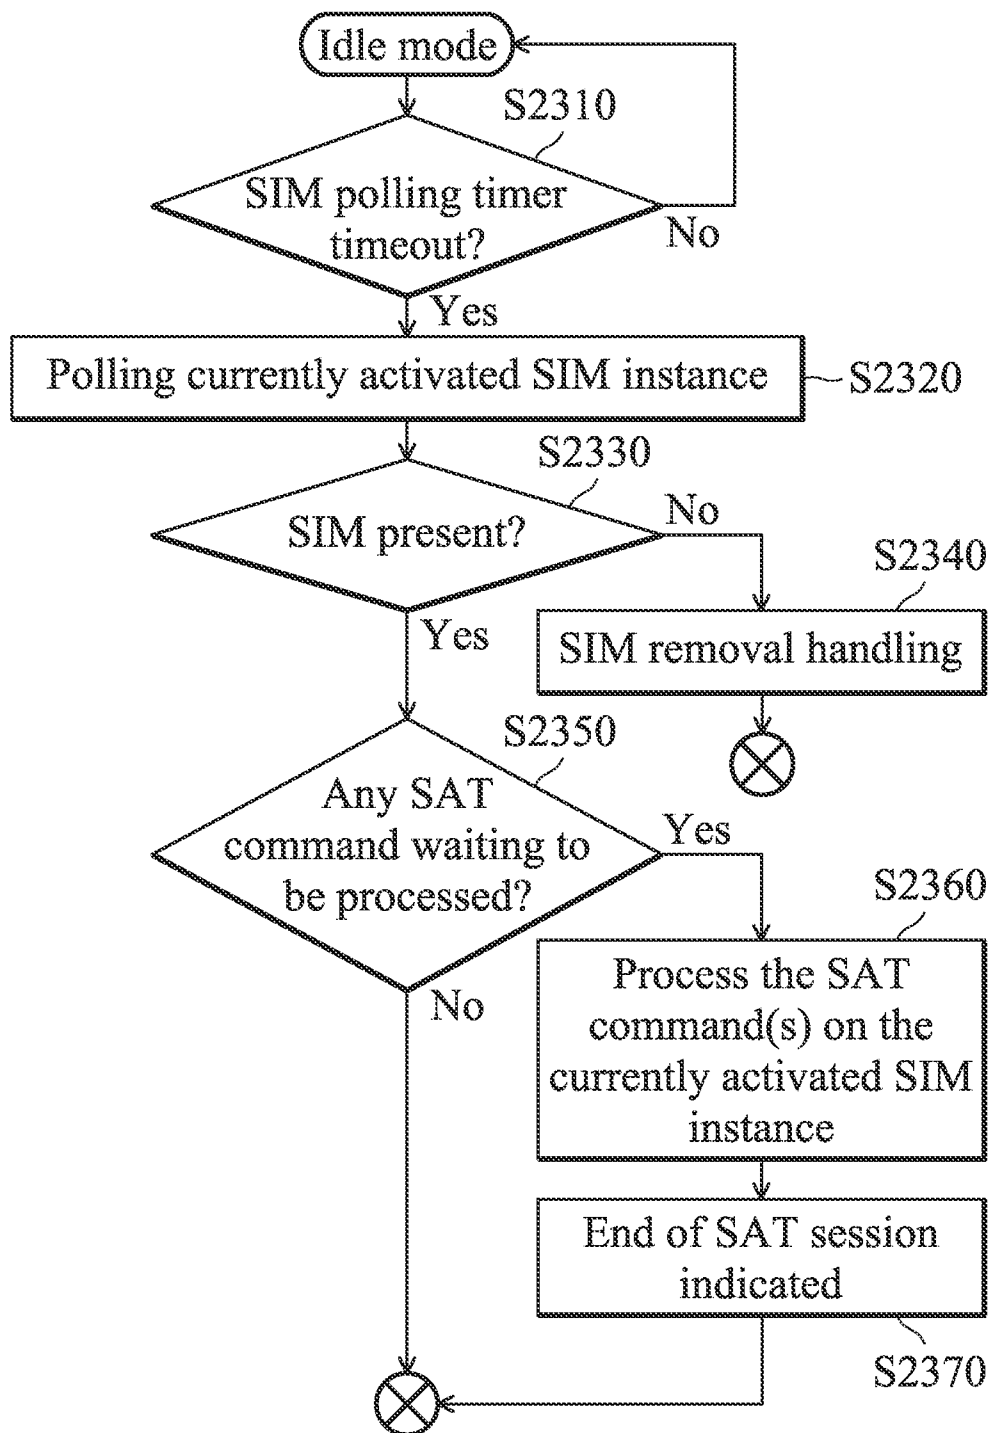 Idle mode
S2310
SIM polling timer
timeout?
No
Yes
Polling currently activated SIM instance
S2320
S2330
SIM present?
No
Yes
S2340
SIM removal handling
S2350
Any SAT
command waiting to
be processed?
Yes
No
S2360
Process the SAT
command(s) on the
currently activated SIM
instance
End of SAT session
indicated
S2370